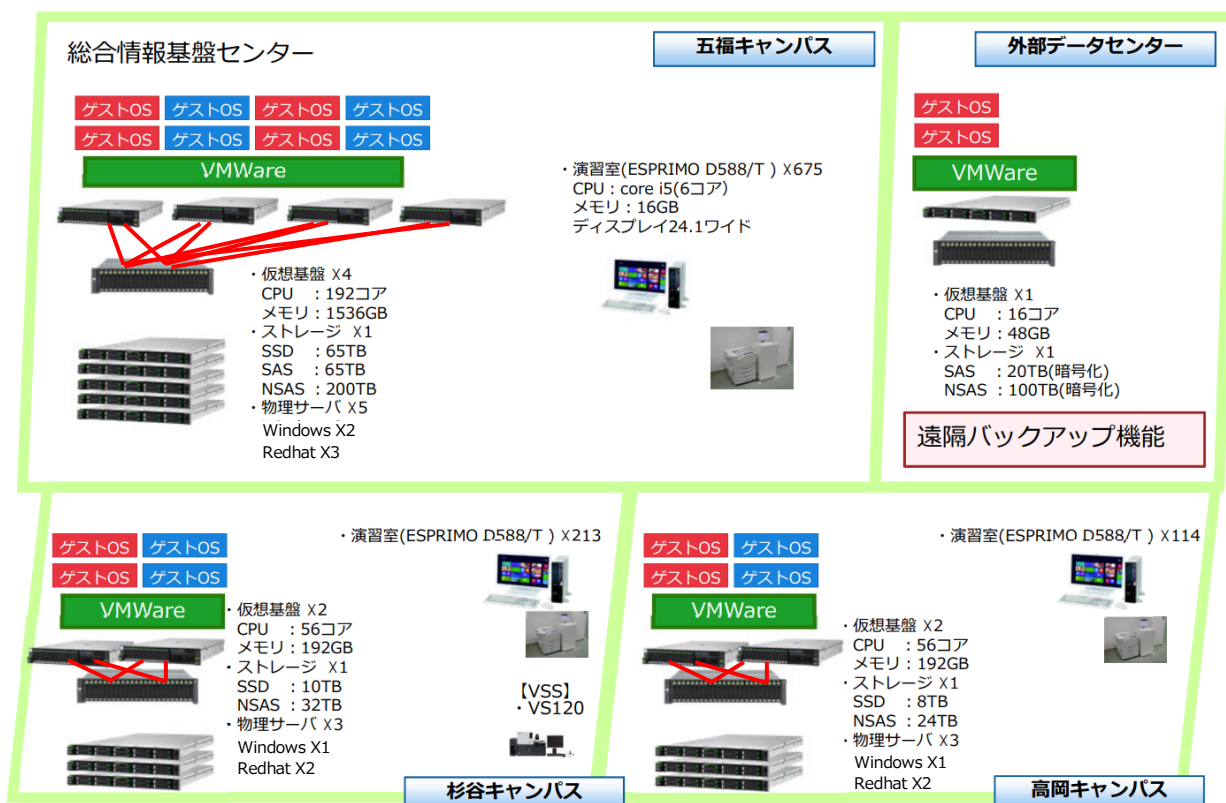 総合情報基盤センター
五福キャンパス
ゲストOS ゲストOS ゲストOS ゲストOS
ゲストOS ゲストOS ゲストOS ゲストOS
VMWare
・仮想基盤 X4
CPU ：192コア
メモリ：1536GB
・ストレージ X1
SSD ：65TB
SAS ：65TB
NSAS ：200TB
・物理サーバ X5
Windows X2
Redhat X3
・演習室(ESPRIMO D588/T ) X675
CPU：core i5(6コア）
メモリ：16GB
ディスプレイ24.1ワイド
外部データセンター
ゲストOS
ゲストOS
VMWare
・仮想基盤 X1
CPU ：16コア
メモリ：48GB
・ストレージ X1
SAS ：20TB(暗号化)
NSAS ：100TB(暗号化)
遠隔バックアップ機能
ゲストOS ゲストOS
ゲストOS ゲストOS
VMWare
・仮想基盤 X2
CPU ：56コア
メモリ：192GB
・ストレージ X1
SSD ：10TB
NSAS ：32TB
・物理サーバ X3
Windows X1
Redhat X2
・演習室(ESPRIMO D588/T ) X213
【VSS】
・VS120
杉谷キャンパス
ゲストOS ゲストOS
ゲストOS ゲストOS
VMWare
・仮想基盤 X2
CPU ：56コア
メモリ：192GB
・ストレージ X1
SSD ：8TB
NSAS ：24TB
・物理サーバ X3
Windows X1
Redhat X2
・演習室(ESPRIMO D588/T ) X114
高岡キャンパス